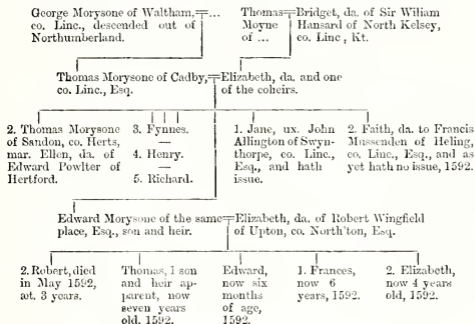 George Morysone of Waltham,
co. Linc., descended out of
Northumberland.
...
Thomas
Moyne
of ...
Bridget, da. of Sir Wiliam
Hansard of North Kelsey,
co. Linc, Kt.
Thomas Morysone of Cadby,
co. Linc., Esq.
Elizabeth, da. and one
of the coheirs.
2. Thomas Morysone
of Sandon, co. Herts,
mar. Ellen, da. of
Edward Powlter of
Hertford.
3. Fynnes.
—
4. Henry.
—
5. Richard.
1. Jane, ux. John
Allington of Swyn-
thorpe, co. Linc.,
Esq., and hath
issue.
2. Faith, da. to Francis
Mussenden of Heling,
co. Linc., Esq., and as
yet hath no issue, 1592.
Edward Morysone of the same
place, Esq., son and heir.
Elizabeth, da. of Robert Wingfield
of Upton, co. North'ton, Esq.
2. Robert, died
in May 1592,
æt. 3 years.
Thomas, 1 son
and heir ap-
parent, now
seven years
old, 1592.
Edward,
now six
months
of age,
1592.
1. Frances,
now 6
years, 1592.
2. Elizabeth,
now 4 years
old, 1592.